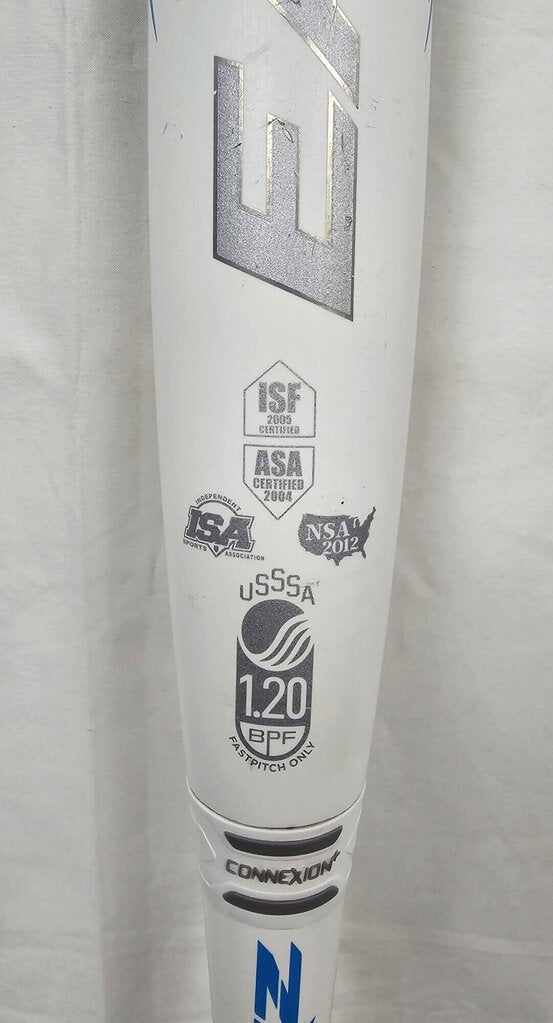 E
ISF
2005
CERTIFIED
ASA
CERTIFIED
2004
INDEPENDENT
ISA
SPORTS ASSOCIATION
NSA
2012
USSSA
1.20
BPF
FASTPITCH ONLY
CONNEXION+
N